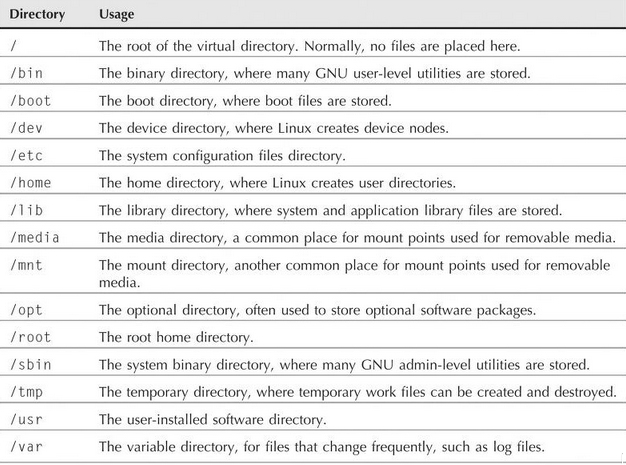 Directory Usage
/ The root of the virtual directory. Normally, no files are placed here.
/bin The binary directory, where many GNU user-level utilities are stored.
/boot The boot directory, where boot files are stored.
/dev The device directory, where Linux creates device nodes.
/etc The system configuration files directory.
/home The home directory, where Linux creates user directories.
/lib The library directory, where system and application library files are stored.
/media The media directory, a common place for mount points used for removable media.
/mnt The mount directory, another common place for mount points used for removable
media.
/opt The optional directory, often used to store optional software packages.
/root The root home directory.
/sbin The system binary directory, where many GNU admin-level utilities are stored.
/tmp The temporary directory, where temporary work files can be created and destroyed.
/usr The user-installed software directory.
/var The variable directory, for files that change frequently, such as log files.